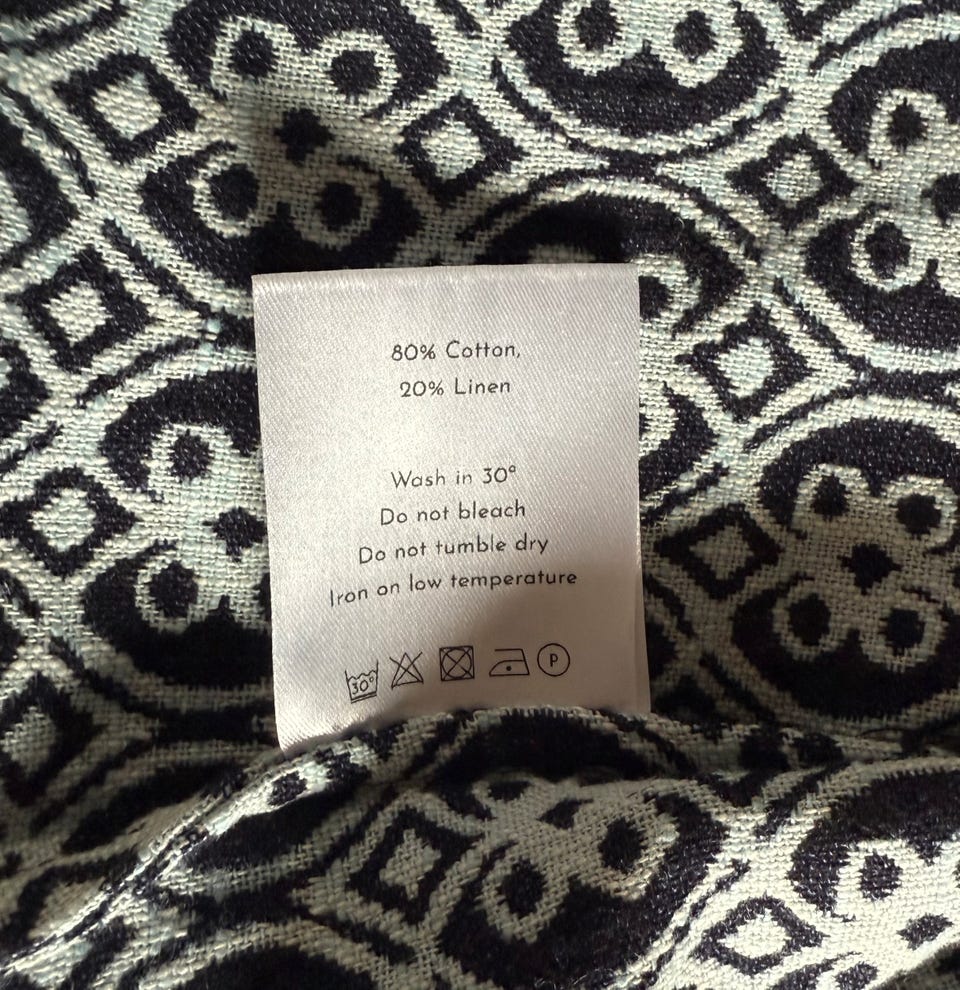 80% Cotton,
20% Linen
Wash in 30°
Do not bleach
Do not tumble dry
Iron on low temperature
30° P